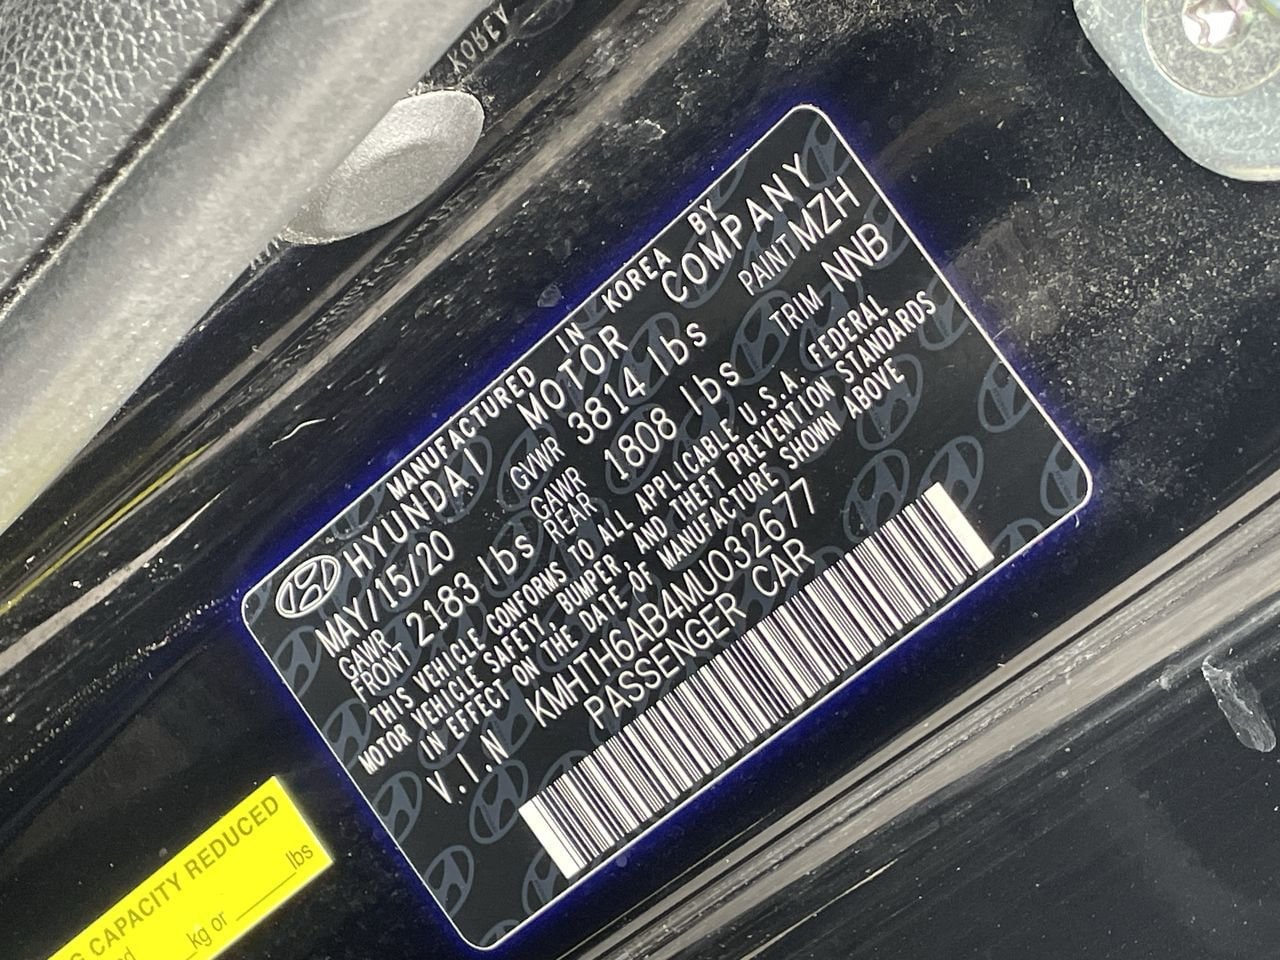 MANUFACTURED IN KOREA BY
HYUNDAI MOTOR COMPANY
MAY/15/20 GVWR 3814 lbs PAINT MZH
GAWR FRONT 2183 lbs GAWR REAR 1808 lbs TRIM NNB
THIS VEHICLE CONFORMS TO ALL APPLICABLE U.S.A. FEDERAL
MOTOR VEHICLE SAFETY, BUMPER, AND THEFT PREVENTION STANDARDS
IN EFFECT ON THE DATE OF MANUFACTURE SHOWN ABOVE
V.I.N KMHTH6AB4MU032677
PASSENGER CAR
CAPACITY REDUCED
kg or lbs